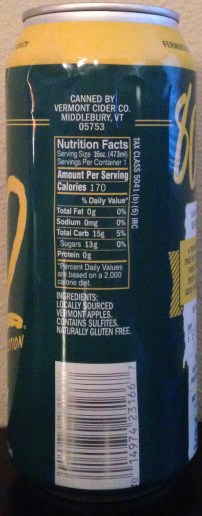 CANNED BY
VERMONT CIDER CO.
MIDDLEBURY, VT
05753
Nutrition Facts
Serving Size 16oz. (473ml)
Servings Per Container 1
Amount Per Serving
Calories 170
% Daily Value*
Total Fat 0g 0%
Sodium 0mg 0%
Total Carb 15g 5%
Sugars 13g 0%
Protein 0g
*Percent Daily Values
are based on a 2,000
calorie diet.
TAX CLASS 5041 (b) (6) IRC
INGREDIENTS:
LOCALLY SOURCED
VERMONT APPLES.
CONTAINS SULFITES.
NATURALLY GLUTEN FREE.
14974 23166